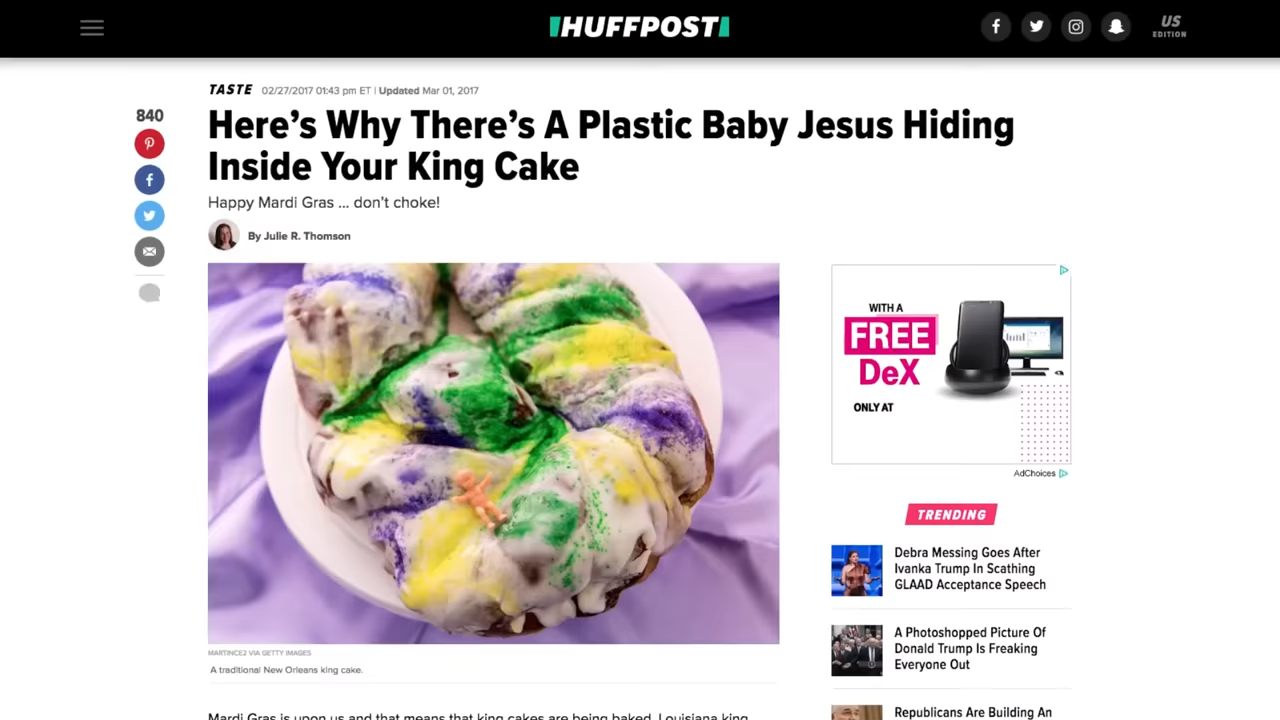 HUFFPOST
US
EDITION
TASTE 02/27/2017 01:43 pm ET | Updated Mar 01, 2017
840
Here’s Why There’s A Plastic Baby Jesus Hiding
Inside Your King Cake
Happy Mardi Gras ... don’t choke!
By Julie R. Thomson
WITH A
FREE
DeX
ONLY AT
AdChoices
TRENDING
Debra Messing Goes After
Ivanka Trump In Scathing
GLAAD Acceptance Speech
A Photoshopped Picture Of
Donald Trump Is Freaking
Everyone Out
Republicans Are Building An
MARTINCE2 VIA GETTY IMAGES
A traditional New Orleans king cake.
Mardi Gras is upon us and that means that king cakes are being baked. Louisiana king